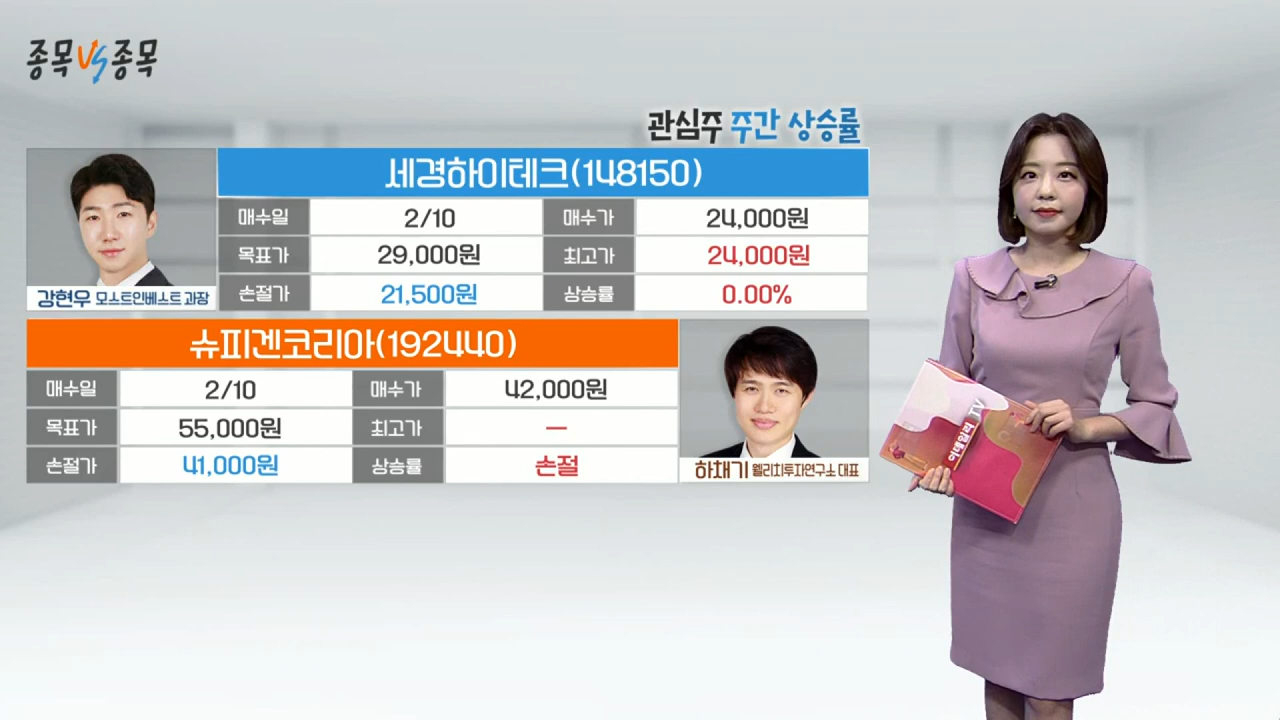 종목 VS 종목
관심주 주간 상승률
세경하이테크(148150)
매수일 2/10 매수가 24,000원
목표가 29,000원 최고가 24,000원
손절가 21,500원 상승률 0.00%
강현우 모스트인베스트 과장
슈피겐코리아(192440)
매수일 2/10 매수가 42,000원
목표가 55,000원 최고가 —
손절가 41,000원 상승률 손절
하채기 웰리치투자연구소 대표
이데일리 TV